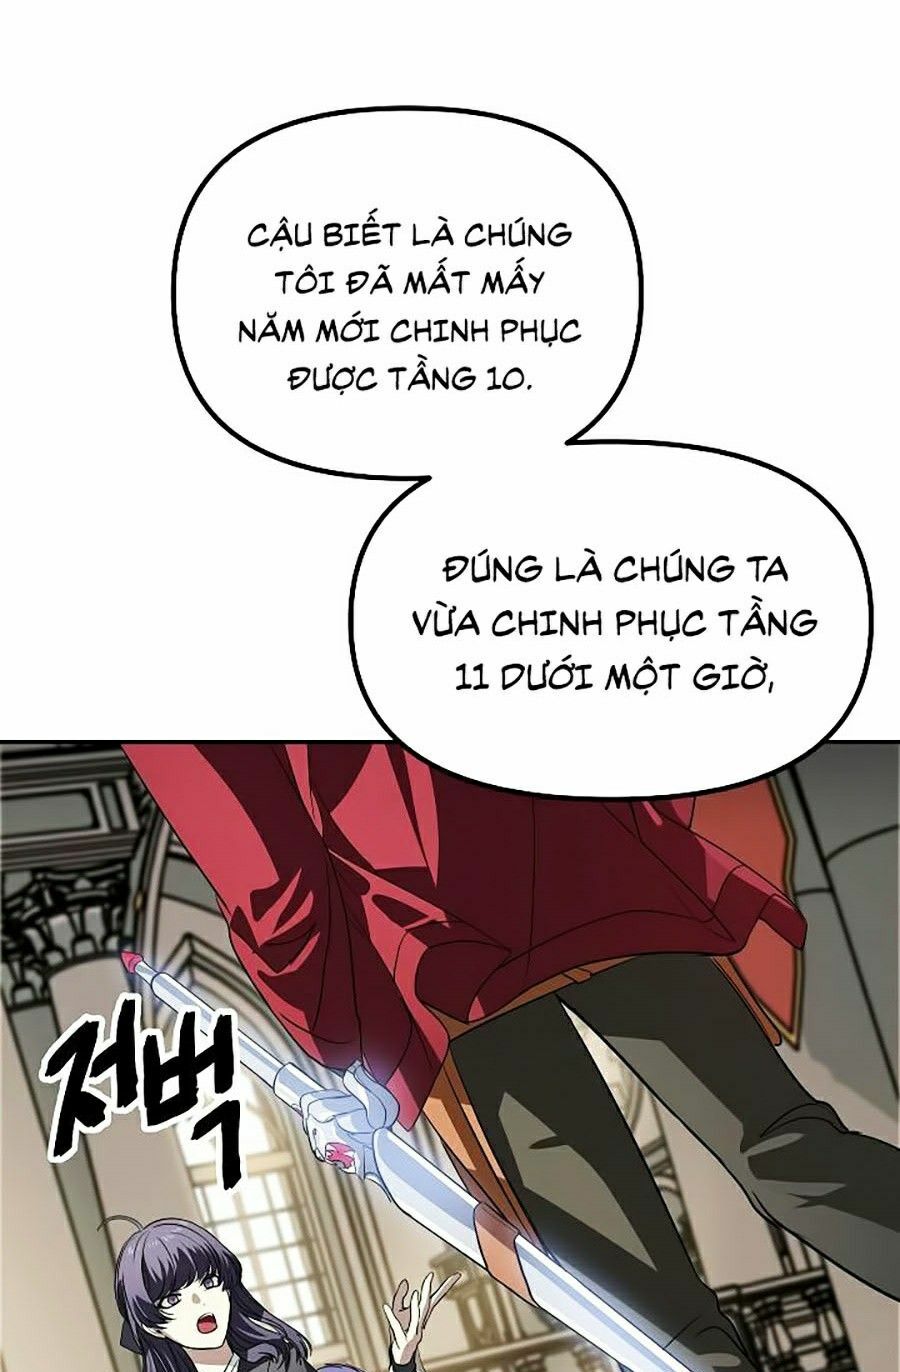 CẬU BIẾT LÀ CHÚNG
TÔI ĐÃ MẤT MẤY
NĂM MỚI CHINH PHỤC
ĐƯỢC TẦNG 10.
ĐÚNG LÀ CHÚNG TA
VỪA CHINH PHỤC TẦNG
11 DƯỚI MỘT GIỜ,
저벅